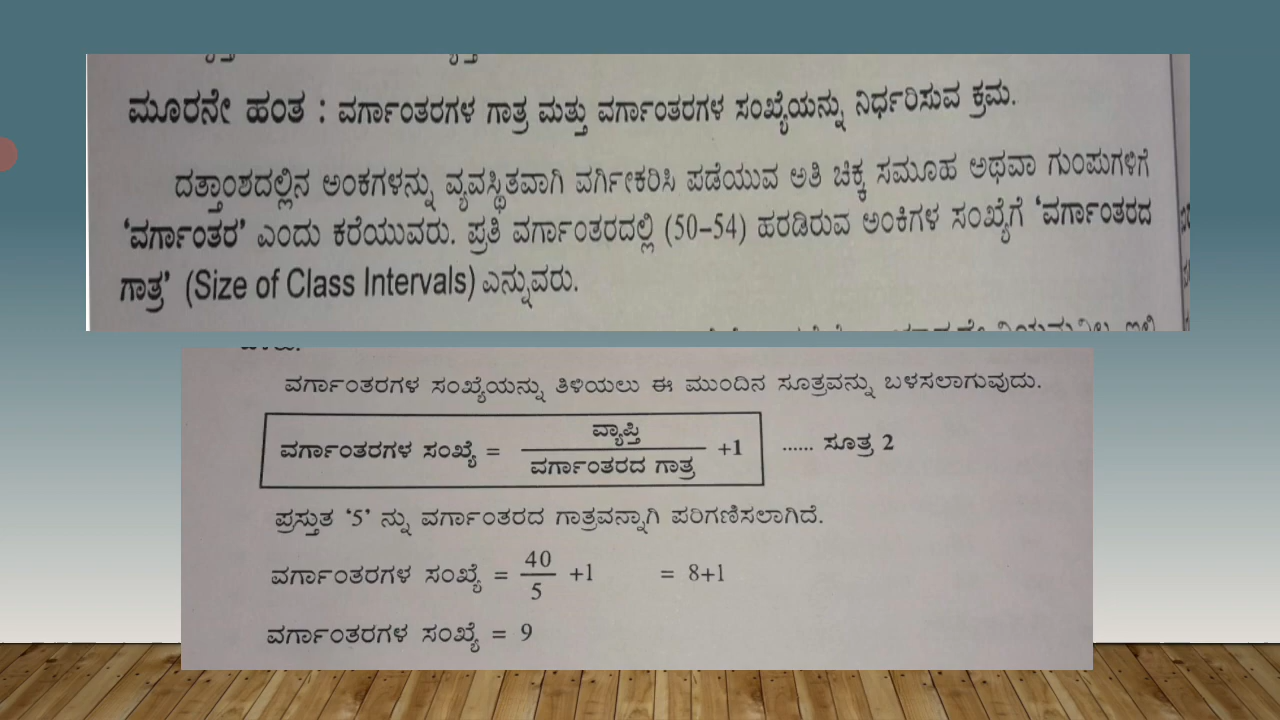 ಮೂರನೇ ಹಂತ : ವರ್ಗಾಂತರಗಳ ಗಾತ್ರ ಮತ್ತು ವರ್ಗಾಂತರಗಳ ಸಂಖ್ಯೆಯನ್ನು ನಿರ್ಧರಿಸುವ ಕ್ರಮ.
ದತ್ತಾಂಶದಲ್ಲಿನ ಅಂಕಗಳನ್ನು ವ್ಯವಸ್ಥಿತವಾಗಿ ವರ್ಗೀಕರಿಸಿ ಪಡೆಯುವ ಅತಿ ಚಿಕ್ಕ ಸಮೂಹ ಅಥವಾ ಗುಂಪುಗಳಿಗೆ
‘ವರ್ಗಾಂತರ’ ಎಂದು ಕರೆಯುವರು. ಪ್ರತಿ ವರ್ಗಾಂತರದಲ್ಲಿ (50–54) ಹರಡಿರುವ ಅಂಕಿಗಳ ಸಂಖ್ಯೆಗೆ ‘ವರ್ಗಾಂತರದ
ಗಾತ್ರ’ (Size of Class Intervals) ಎನ್ನುವರು.
ವರ್ಗಾಂತರಗಳ ಸಂಖ್ಯೆಯನ್ನು ತಿಳಿಯಲು ಈ ಮುಂದಿನ ಸೂತ್ರವನ್ನು ಬಳಸಲಾಗುವುದು.
ವರ್ಗಾಂತರಗಳ ಸಂಖ್ಯೆ = ವ್ಯಾಪ್ತಿ / ವರ್ಗಾಂತರದ ಗಾತ್ರ +1 ...... ಸೂತ್ರ 2
ಪ್ರಸ್ತುತ ‘5’ ನ್ನು ವರ್ಗಾಂತರದ ಗಾತ್ರವನ್ನಾಗಿ ಪರಿಗಣಿಸಲಾಗಿದೆ.
ವರ್ಗಾಂತರಗಳ ಸಂಖ್ಯೆ = 40 / 5 +1 = 8+1
ವರ್ಗಾಂತರಗಳ ಸಂಖ್ಯೆ = 9